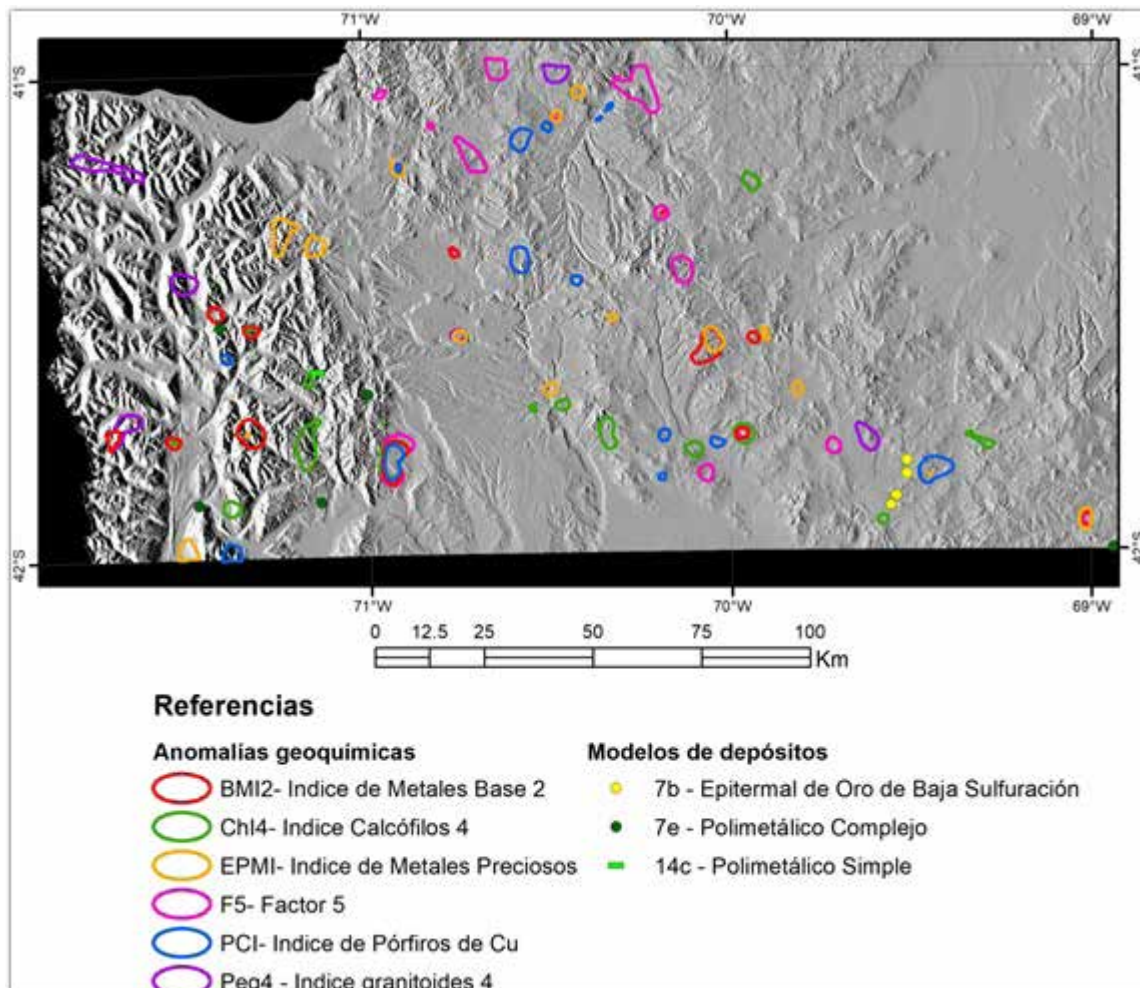 71°W 70°W 69°W
41°S 41°S
42°S 42°S
71°W 70°W 69°W
0 12.5 25 50 75 100
Km
Referencias
Anomalías geoquímicas
BMI2- Indice de Metales Base 2
Chl4- Indice Calcófilos 4
EPMI- Indice de Metales Preciosos
F5- Factor 5
PCI- Indice de Pórfiros de Cu
Peg4 - Indice granitoides 4
Modelos de depósitos
7b - Epitermal de Oro de Baja Sulfuración
7e - Polimetálico Complejo
14c - Polimetálico Simple